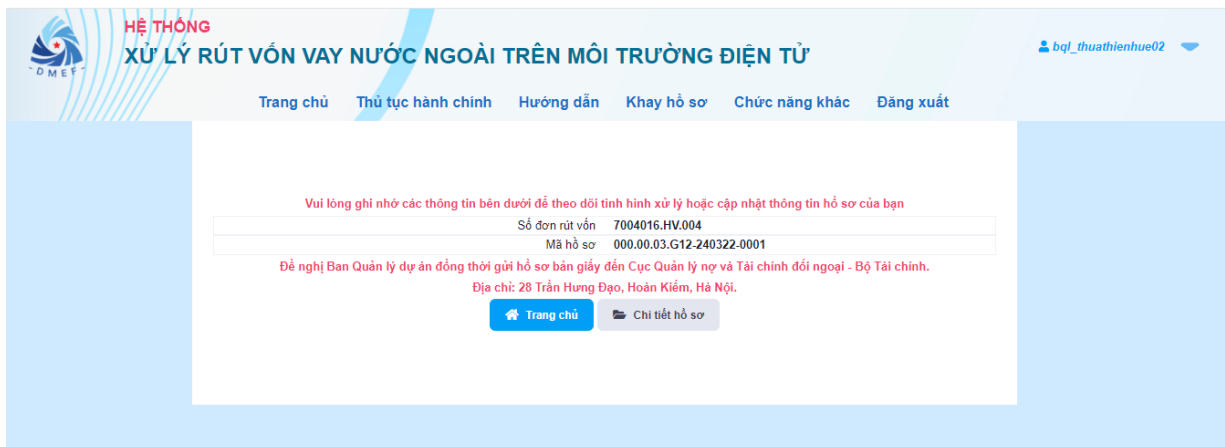 DMEF
HỆ THỐNG
XỬ LÝ RÚT VỐN VAY NƯỚC NGOÀI TRÊN MÔI TRƯỜNG ĐIỆN TỬ
bql_thuathienhue02
Trang chủ Thủ tục hành chính Hướng dẫn Khay hồ sơ Chức năng khác Đăng xuất
Vui lòng ghi nhớ các thông tin bên dưới để theo dõi tình hình xử lý hoặc cập nhật thông tin hồ sơ của bạn
Số đơn rút vốn 7004016.HV.004
Mã hồ sơ 000.00.03.G12-240322-0001
Đề nghị Ban Quản lý dự án đồng thời gửi hồ sơ bản giấy đến Cục Quản lý nợ và Tài chính đối ngoại - Bộ Tài chính.
Địa chỉ: 28 Trần Hưng Đạo, Hoàn Kiếm, Hà Nội.
Trang chủ Chi tiết hồ sơ